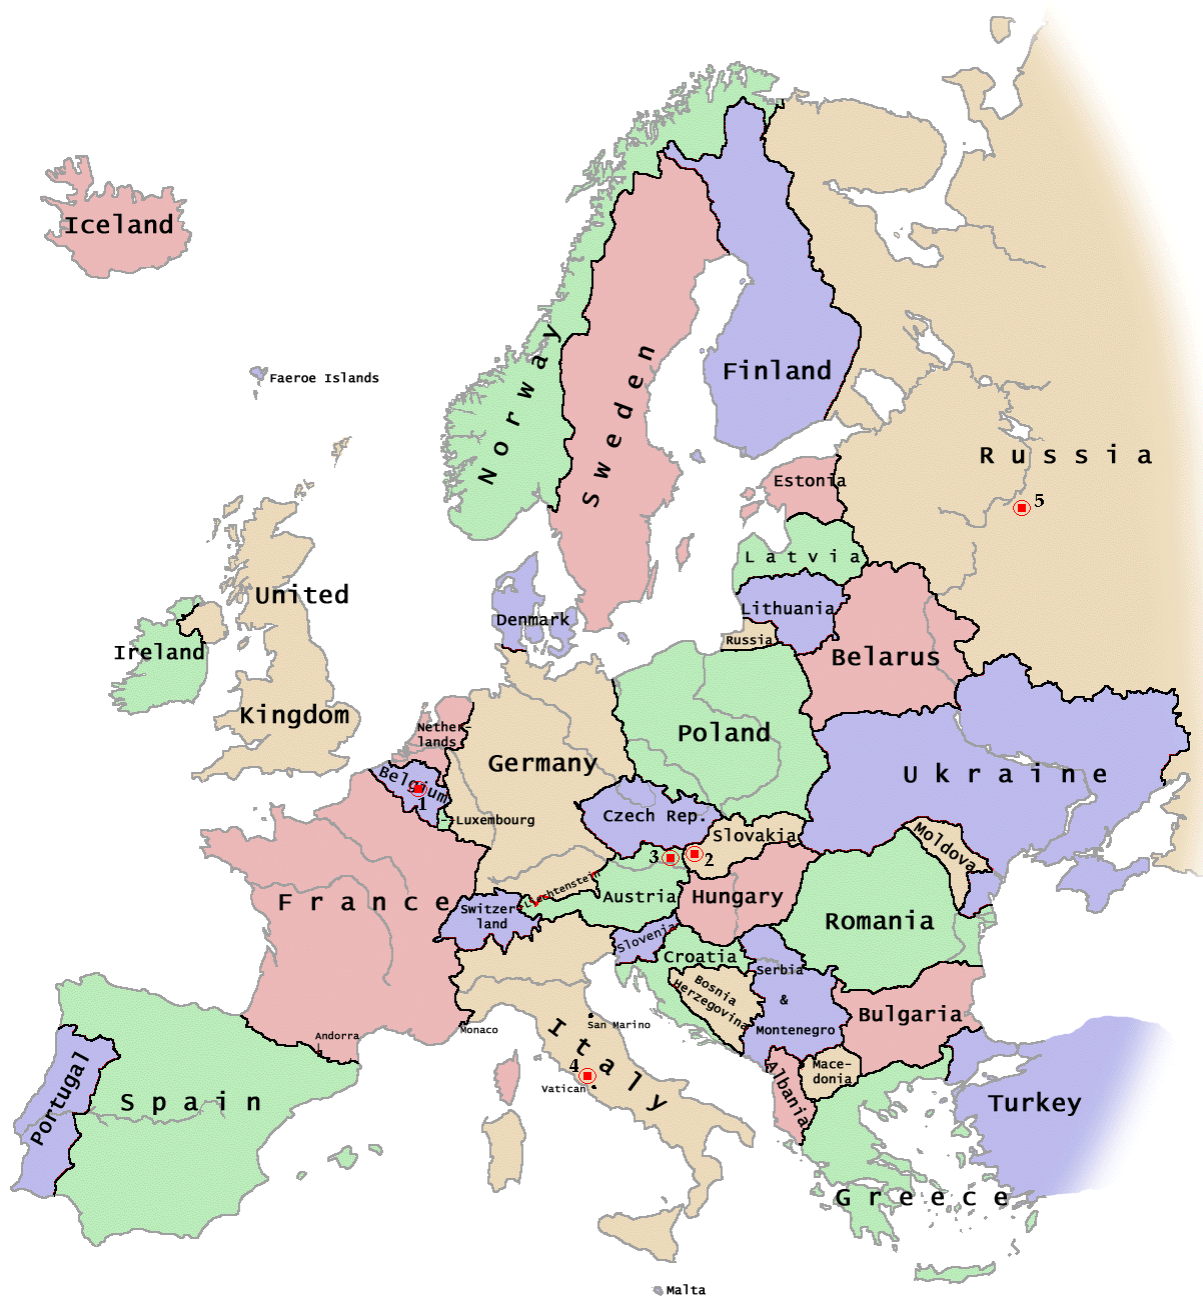 Iceland
Faeroe Islands
Norway
Sweden
Finland
Russia
5
Estonia
Latvia
Lithuania
Russia
Belarus
Denmark
United
Kingdom
Ireland
Nether
lands
Belgium
1
Luxembourg
Germany
Poland
Ukraine
Czech Rep.
Slovakia
Moldova
3
2
France
Switzer-
land
Liechtenstein
Austria
Hungary
Romania
Slovenia
Croatia
Bosnia
Herzegovina
Serbia
&
Montenegro
Bulgaria
Monaco
San Marino
Andorra
Italy
4
Vatican
Albania
Mace-
donia
Portugal
Spain
Turkey
Greece
Malta